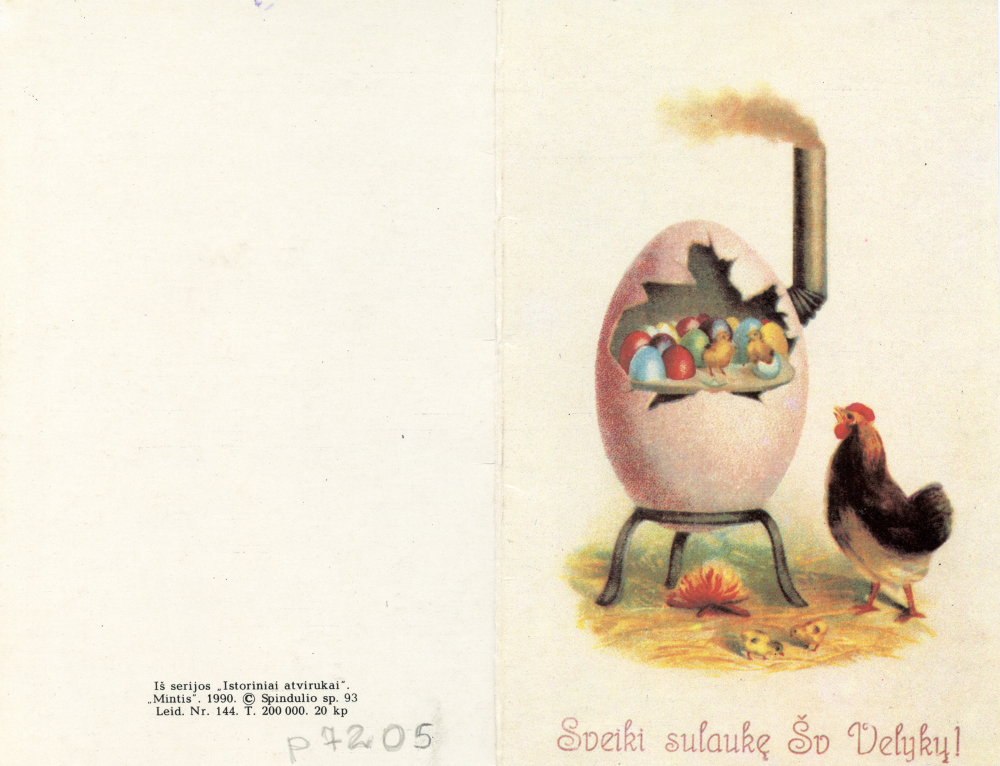 Iš serijos „Istoriniai atvirukai“.
„Mintis“. 1990. © Spindulio sp. 93
Leid. Nr. 144. T. 200 000. 20 kp
p7205
Sveiki sulaukę Šv Velykų!